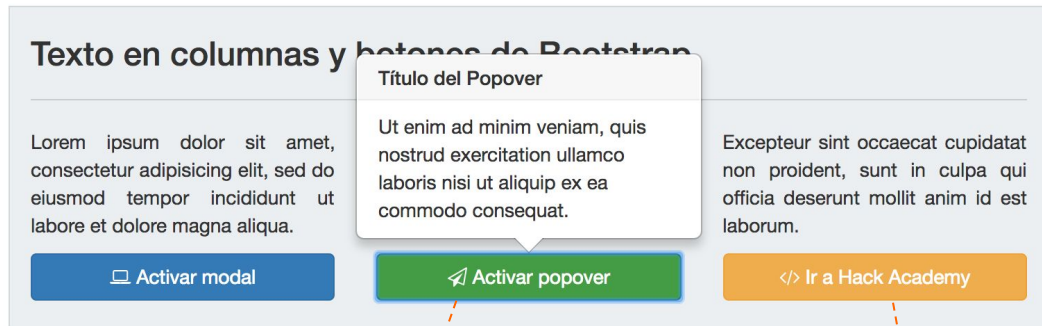 Texto en columnas y botones de Bootstrap
Título del Popover
Lorem ipsum dolor sit amet,
consectetur adipisicing elit, sed do
eiusmod tempor incididunt ut
labore et dolore magna aliqua.
Ut enim ad minim veniam, quis
nostrud exercitation ullamco
laboris nisi ut aliquip ex ea
commodo consequat.
Excepteur sint occaecat cupidatat
non proident, sunt in culpa qui
officia deserunt mollit anim id est
laborum.
Activar modal
Activar popover
</> Ir a Hack Academy